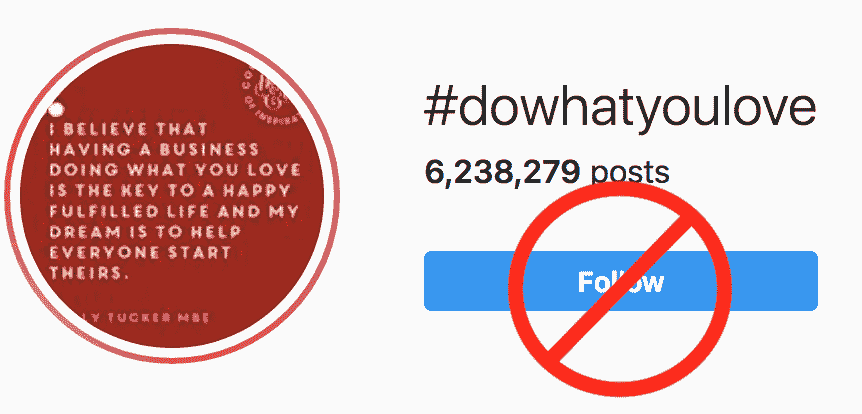 I BELIEVE THAT
HAVING A BUSINESS
DOING WHAT YOU LOVE
IS THE KEY TO A HAPPY
FULFILLED LIFE AND MY
DREAM IS TO HELP
EVERYONE START
THEIRS.
TUCKER MBE
#dowhatyoulove
6,238,279 posts
Follow